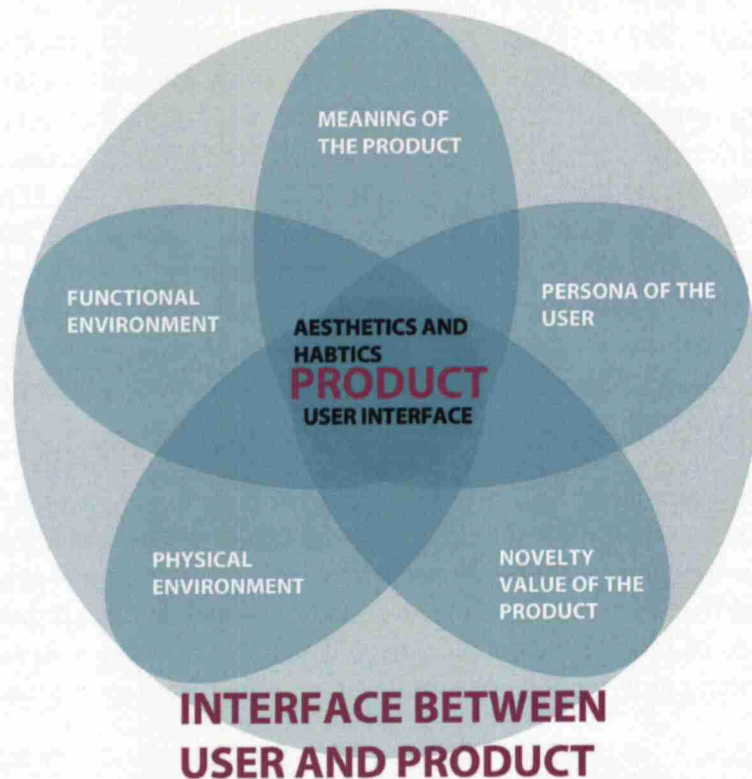 MEANING OF
THE PRODUCT
FUNCTIONAL
ENVIRONMENT
PERSONA OF THE
USER
AESTHETICS AND
HABTICS
PRODUCT
USER INTERFACE
PHYSICAL
ENVIRONMENT
NOVELTY
VALUE OF THE
PRODUCT
INTERFACE BETWEEN
USER AND PRODUCT